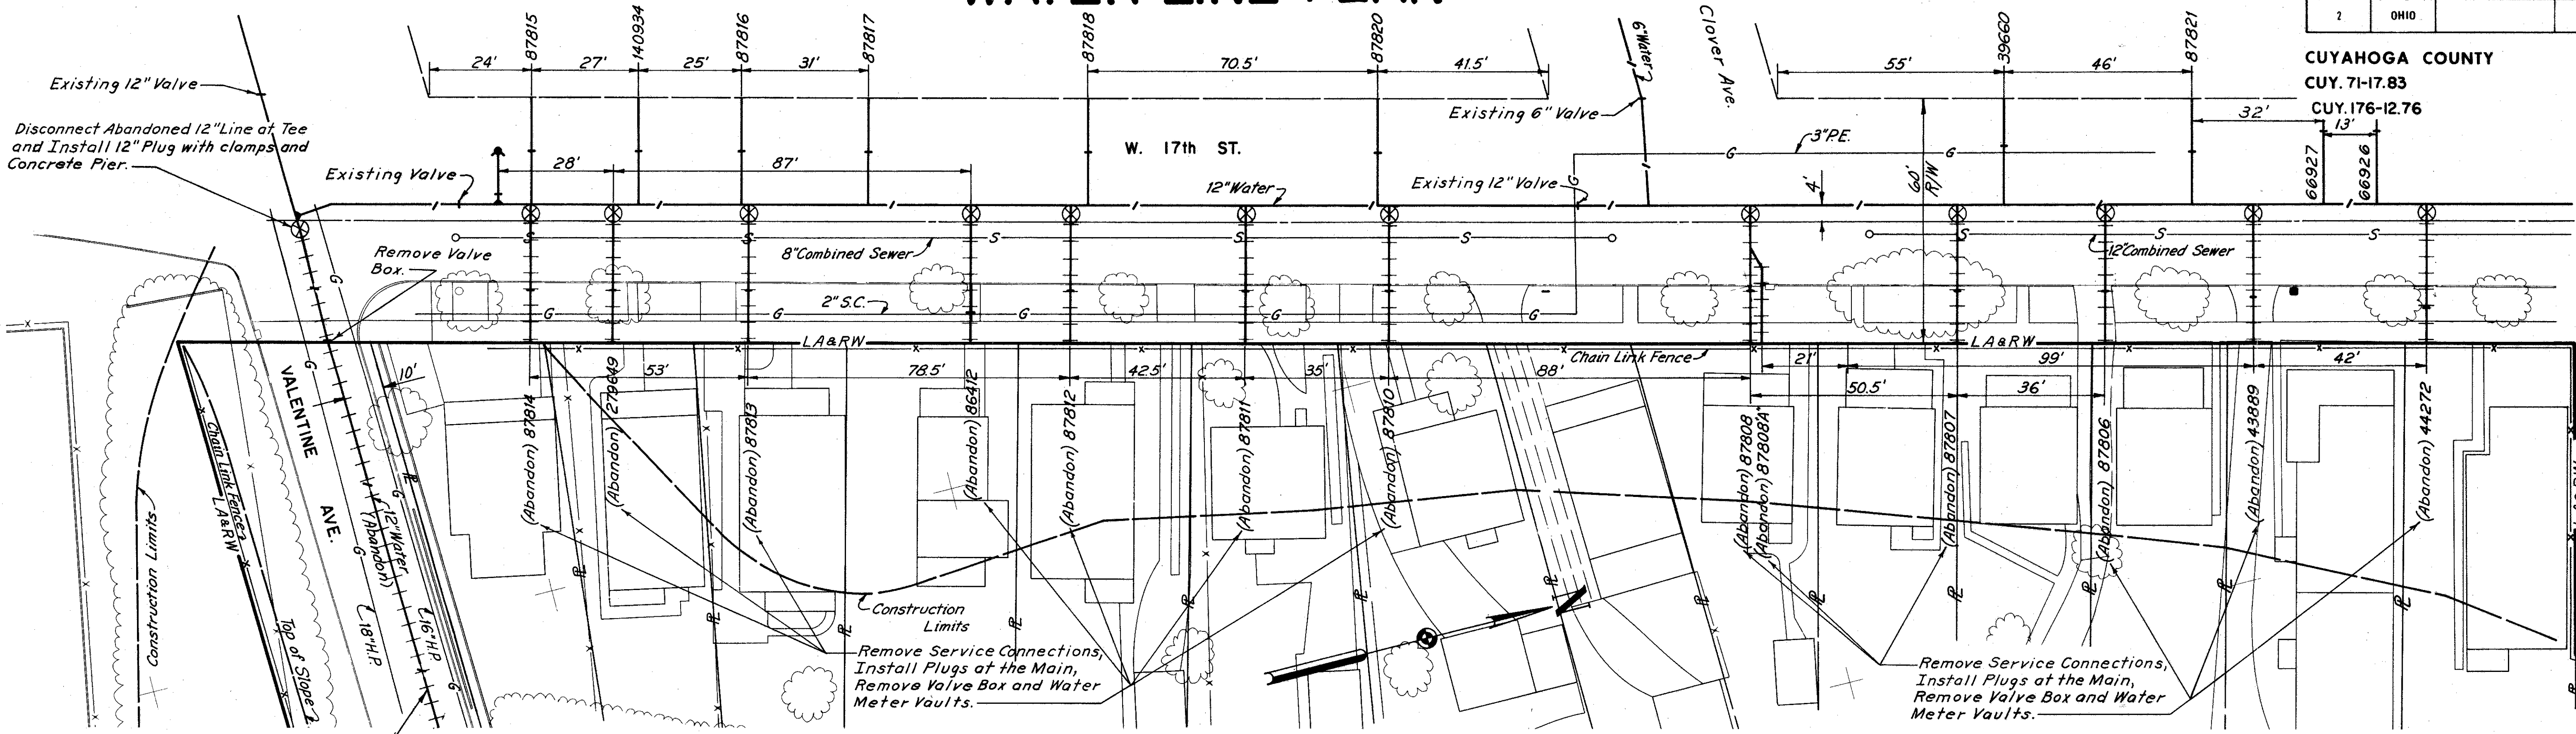 2 OHIO
CUYAHOGA COUNTY
CUY. 71-17.83
CUY. 176-12.76
87815
140934
87816
87817
87818
87820
6"Water
Clover Ave.
39660
87821
24' 27' 25' 31' 70.5' 41.5' 55' 46'
32'
13'
66927
66926
Existing 12" Valve
Disconnect Abandoned 12" Line at Tee
and Install 12" Plug with clamps and
Concrete Pier.
Existing Valve
28' 87'
W. 17th ST.
12" Water
Existing 12" Valve
Existing 6" Valve
3" P.E.
G G
G
4'
60'
R/W
Remove Valve
Box.
S S S S S
8" Combined Sewer
S S S
12" Combined Sewer
2" S.C.
G G G G G G
G
G
LA&RW
LA&RW
Chain Link Fence
10'
53' 78.5' 42.5' 35' 88' 21' 99' 42'
50.5' 36'
VALENTINE
AVE.
Chain Link Fence
LA&RW
Construction Limits
Top of Slope
12" Water
(Abandon)
G
G
G
18" H.P.
16" H.P.
(Abandon) 87814
(Abandon) 279649
(Abandon) 87813
(Abandon) 86412
(Abandon) 87812
(Abandon) 87811
(Abandon) 87810
(Abandon) 87808
(Abandon) 87808A
(Abandon) 87807
(Abandon) 87806
(Abandon) 43889
(Abandon) 44272
Construction
Limits
Remove Service Connections,
Install Plugs at the Main,
Remove Valve Box and Water
Meter Vaults.
Remove Service Connections,
Install Plugs at the Main,
Remove Valve Box and Water
Meter Vaults.